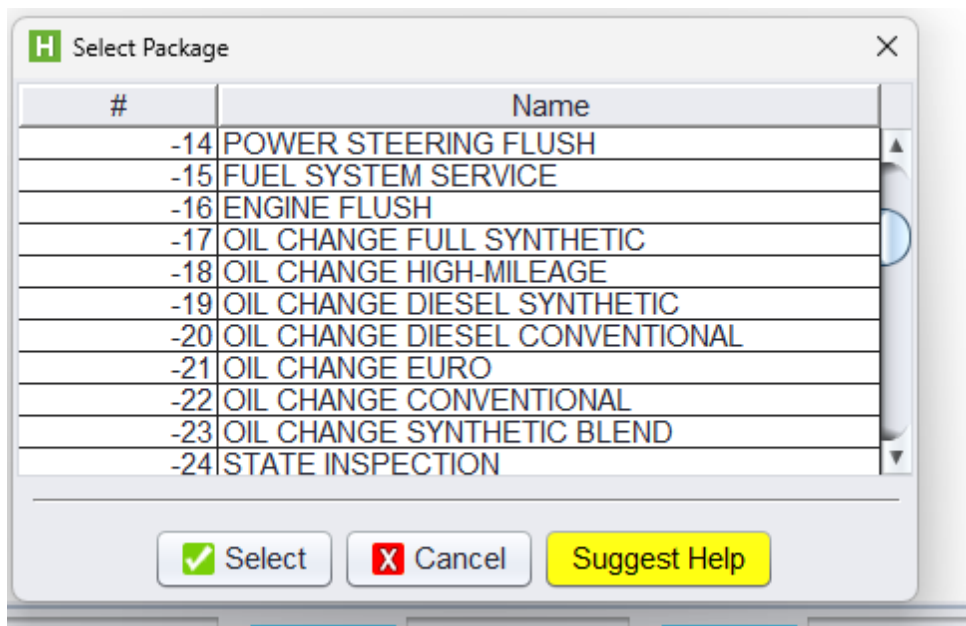 H Select Package
# Name
-14 POWER STEERING FLUSH
-15 FUEL SYSTEM SERVICE
-16 ENGINE FLUSH
-17 OIL CHANGE FULL SYNTHETIC
-18 OIL CHANGE HIGH-MILEAGE
-19 OIL CHANGE DIESEL SYNTHETIC
-20 OIL CHANGE DIESEL CONVENTIONAL
-21 OIL CHANGE EURO
-22 OIL CHANGE CONVENTIONAL
-23 OIL CHANGE SYNTHETIC BLEND
-24 STATE INSPECTION
Select X Cancel Suggest Help